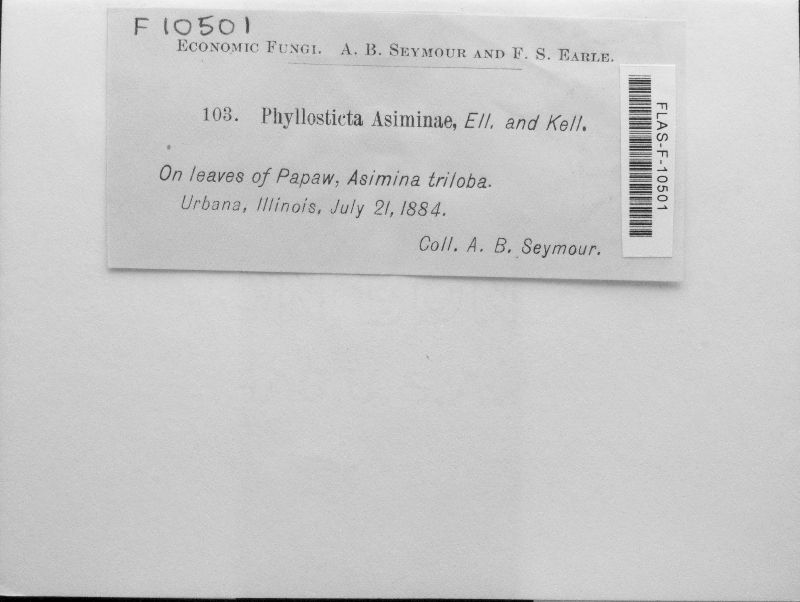 F 10501
Economic Fungi. A. B. Seymour and F. S. Earle.
103. Phyllosticta Asiminae, Ell. and Kell.
On leaves of Papaw, Asimina triloba.
Urbana, Illinois, July 21, 1884.
Coll. A. B. Seymour.
FLAS-F-10501